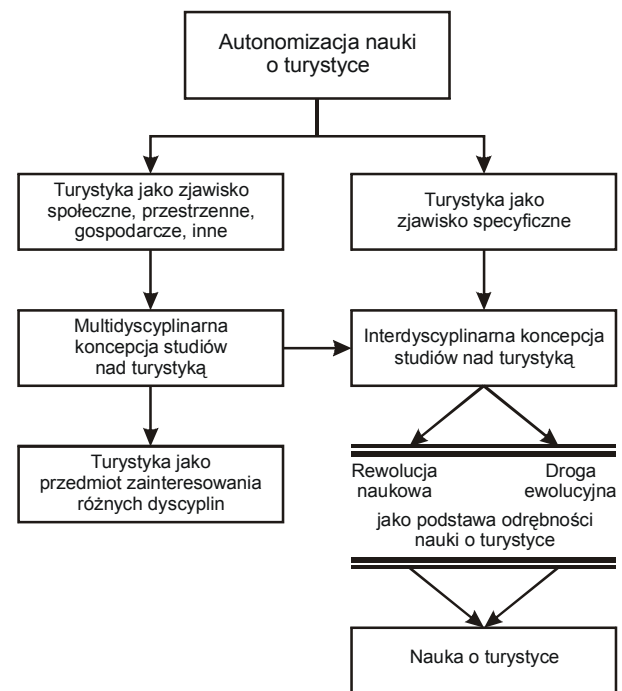 Autonomizacja nauki
o turystyce
Turystyka jako zjawisko
społeczne, przestrzenne,
gospodarcze, inne
Turystyka jako
zjawisko specyficzne
Multidyscyplinarna
koncepcja studiów
nad turystyką
Interdyscyplinarna koncepcja
studiów nad turystyką
Turystyka jako
przedmiot zainteresowania
różnych dyscyplin
Rewolucja
naukowa
Droga
ewolucyjna
jako podstawa odrębności
nauki o turystyce
Nauka o turystyce